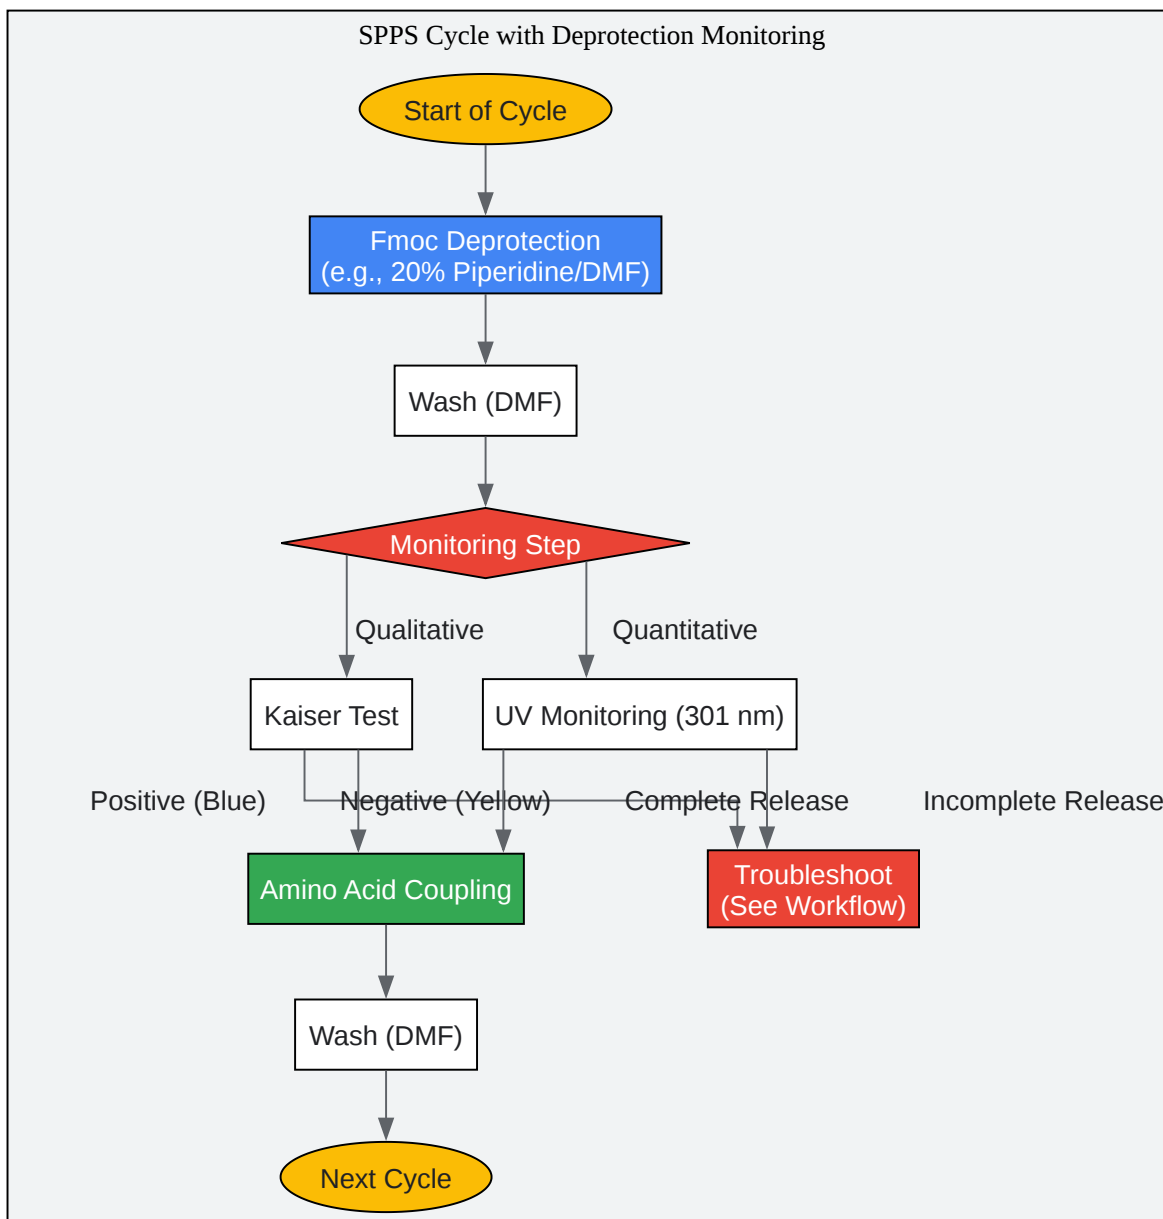 SPPS Cycle with Deprotection Monitoring
Start of Cycle
Fmoc Deprotection
(e.g., 20% Piperidine/DMF)
Wash (DMF)
Monitoring Step
Qualitative
Quantitative
Kaiser Test
UV Monitoring (301 nm)
Positive (Blue)
Negative (Yellow)
Complete Release
Incomplete Release
Amino Acid Coupling
Troubleshoot
(See Workflow)
Wash (DMF)
Next Cycle